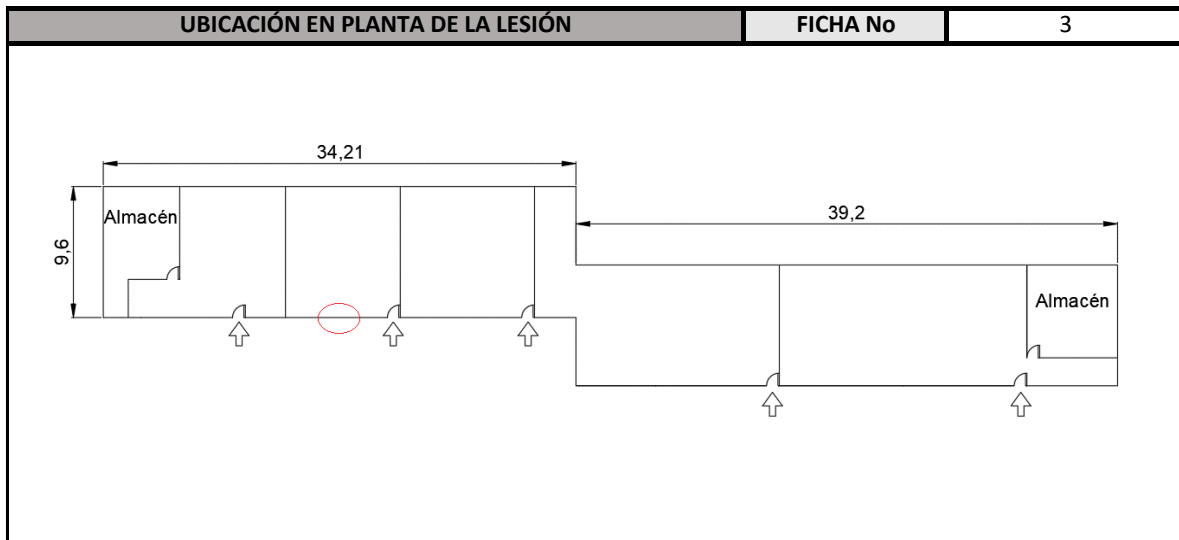 UBICACIÓN EN PLANTA DE LA LESIÓN FICHA No 3
34,21
39,2
9,6
Almacén
Almacén